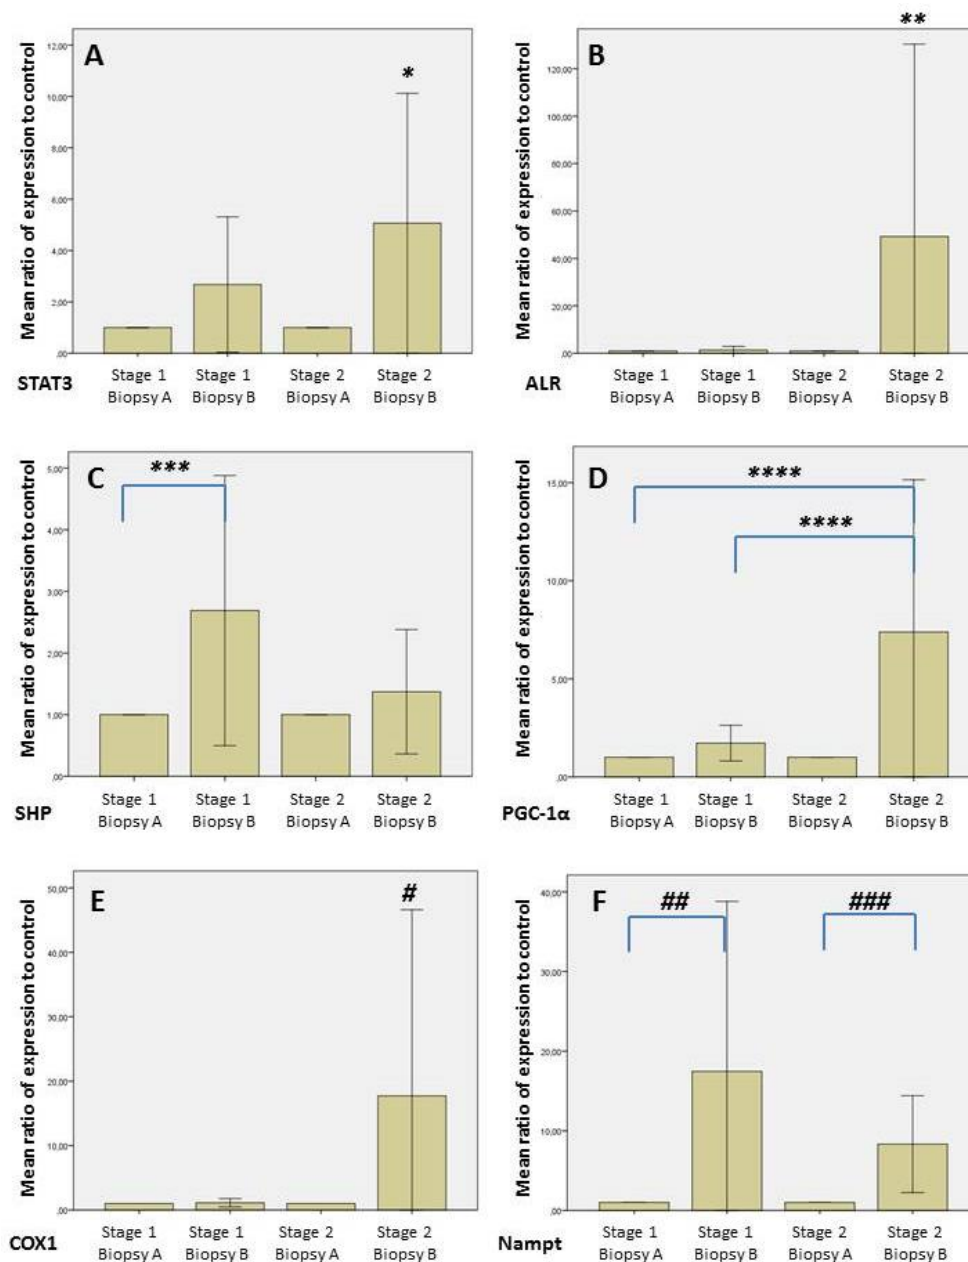 A
*
Mean ratio of expression to control
12,00
10,00
8,00
6,00
4,00
2,00
,00
STAT3
Stage 1 Biopsy A
Stage 1 Biopsy B
Stage 2 Biopsy A
Stage 2 Biopsy B
B
**
Mean ratio of expression to control
120,00
100,00
80,00
60,00
40,00
20,00
,00
ALR
Stage 1 Biopsy A
Stage 1 Biopsy B
Stage 2 Biopsy A
Stage 2 Biopsy B
C
***
Mean ratio of expression to control
5,00
4,00
3,00
2,00
1,00
,00
SHP
Stage 1 Biopsy A
Stage 1 Biopsy B
Stage 2 Biopsy A
Stage 2 Biopsy B
D
****
****
Mean ratio of expression to control
15,00
10,00
5,00
,00
PGC-1α
Stage 1 Biopsy A
Stage 1 Biopsy B
Stage 2 Biopsy A
Stage 2 Biopsy B
E
#
Mean ratio of expression to control
50,00
40,00
30,00
20,00
10,00
,00
COX1
Stage 1 Biopsy A
Stage 1 Biopsy B
Stage 2 Biopsy A
Stage 2 Biopsy B
F
##
###
Mean ratio of expression to control
40,00
30,00
20,00
10,00
,00
Nampt
Stage 1 Biopsy A
Stage 1 Biopsy B
Stage 2 Biopsy A
Stage 2 Biopsy B